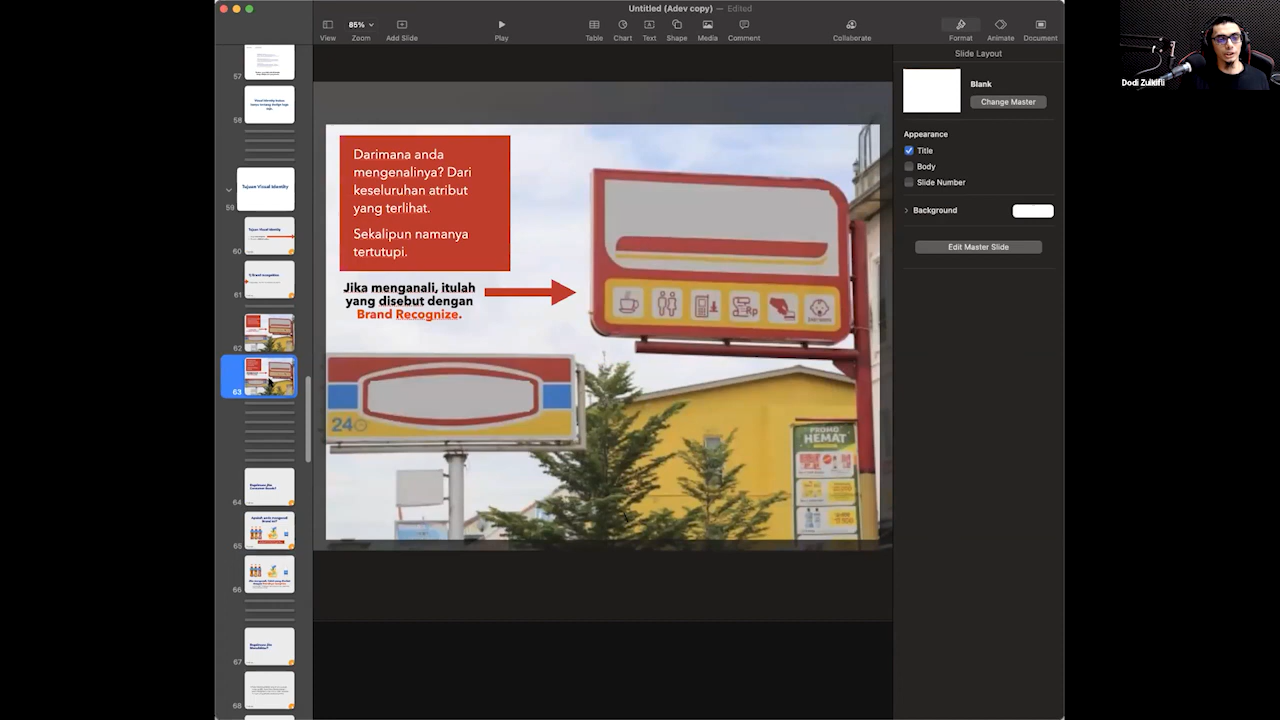 Untitled (Adev copy) — Edited
85%
View
Zoom
Add Slide
Play
Table
Chart
Text
Shape
Media
Comment
Collaborate
Format
Animate
Document
Slide Layout
Blank
Change Master
Appearance
Title
Body
Slide Number
Background
Edit Master Slide
Dodi Zulkifli
57
58
59
Tujuan Visual Identity
60
61
62
63
64
65
66
67
68
Darimana anda
mengenalinya? Dari
keseluruhan atribut
yang terlihat.
Sekalipun namanya
tertutupi.
Jika menganali, itulah
yang disebut dengan
Brand Recognize.
Rp
24
PROMO
HEMAT